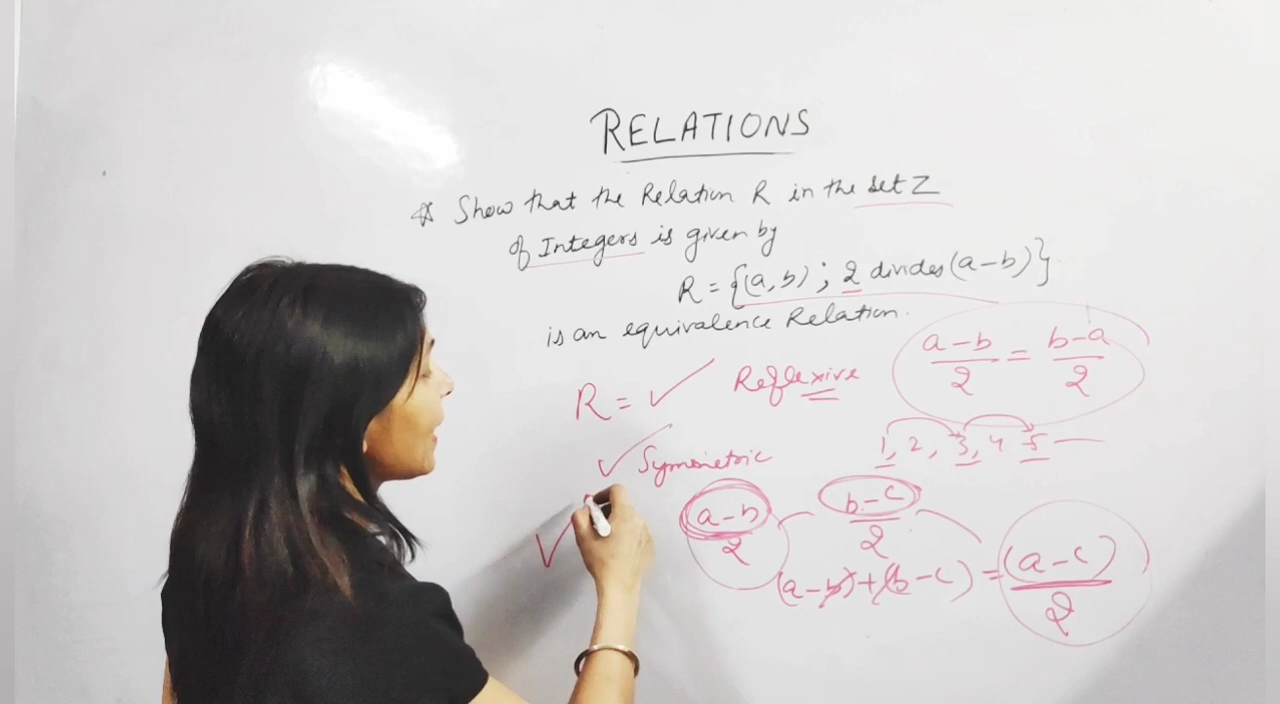 RELATIONS
☆ Show that the Relation R in the set Z
of Integers is given by
R = {(a,b) ; 2 divides (a-b)}
is an equivalence Relation.
a-b/2 = b-a/2
R = ✓ Reflexive
1, 2, 3, 4 5 —
✓ Symmetric
a-b/2 b-c/2
(a-b)+(b-c) = (a-c)/2
✓